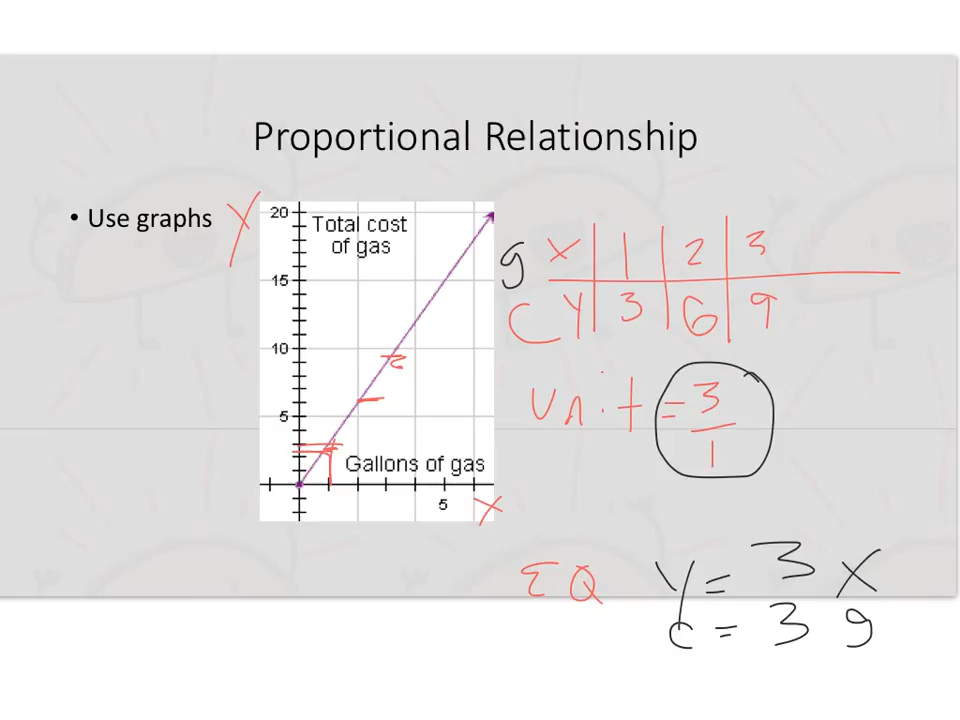 Proportional Relationship
• Use graphs
Y
20
15
10
5
Total cost
of gas
Gallons of gas
5
X
g X 1 2 3
C Y 3 6 9
Unit = 3/1
EQ Y = 3 X
C = 3 g